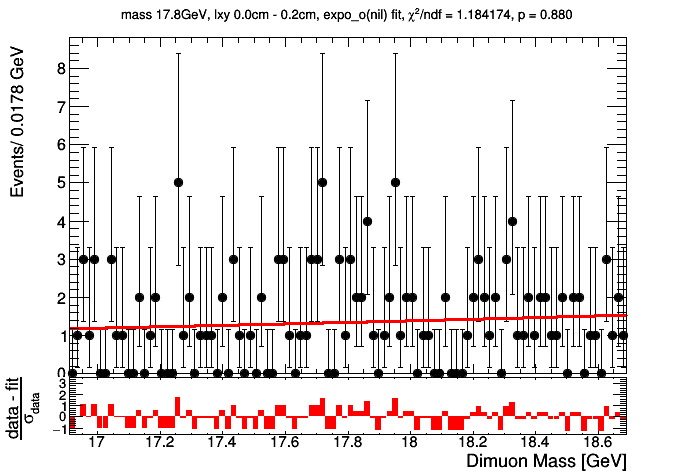 mass 17.8GeV, lxy 0.0cm - 0.2cm, expo_o(nil) fit, χ²/ndf = 1.184174, p = 0.880
Events/ 0.0178 GeV
8
7
6
5
4
3
2
1
0
data - fit
σdata
3
2
1
0
−1
17 17.2 17.4 17.6 17.8 18 18.2 18.4 18.6
Dimuon Mass [GeV]